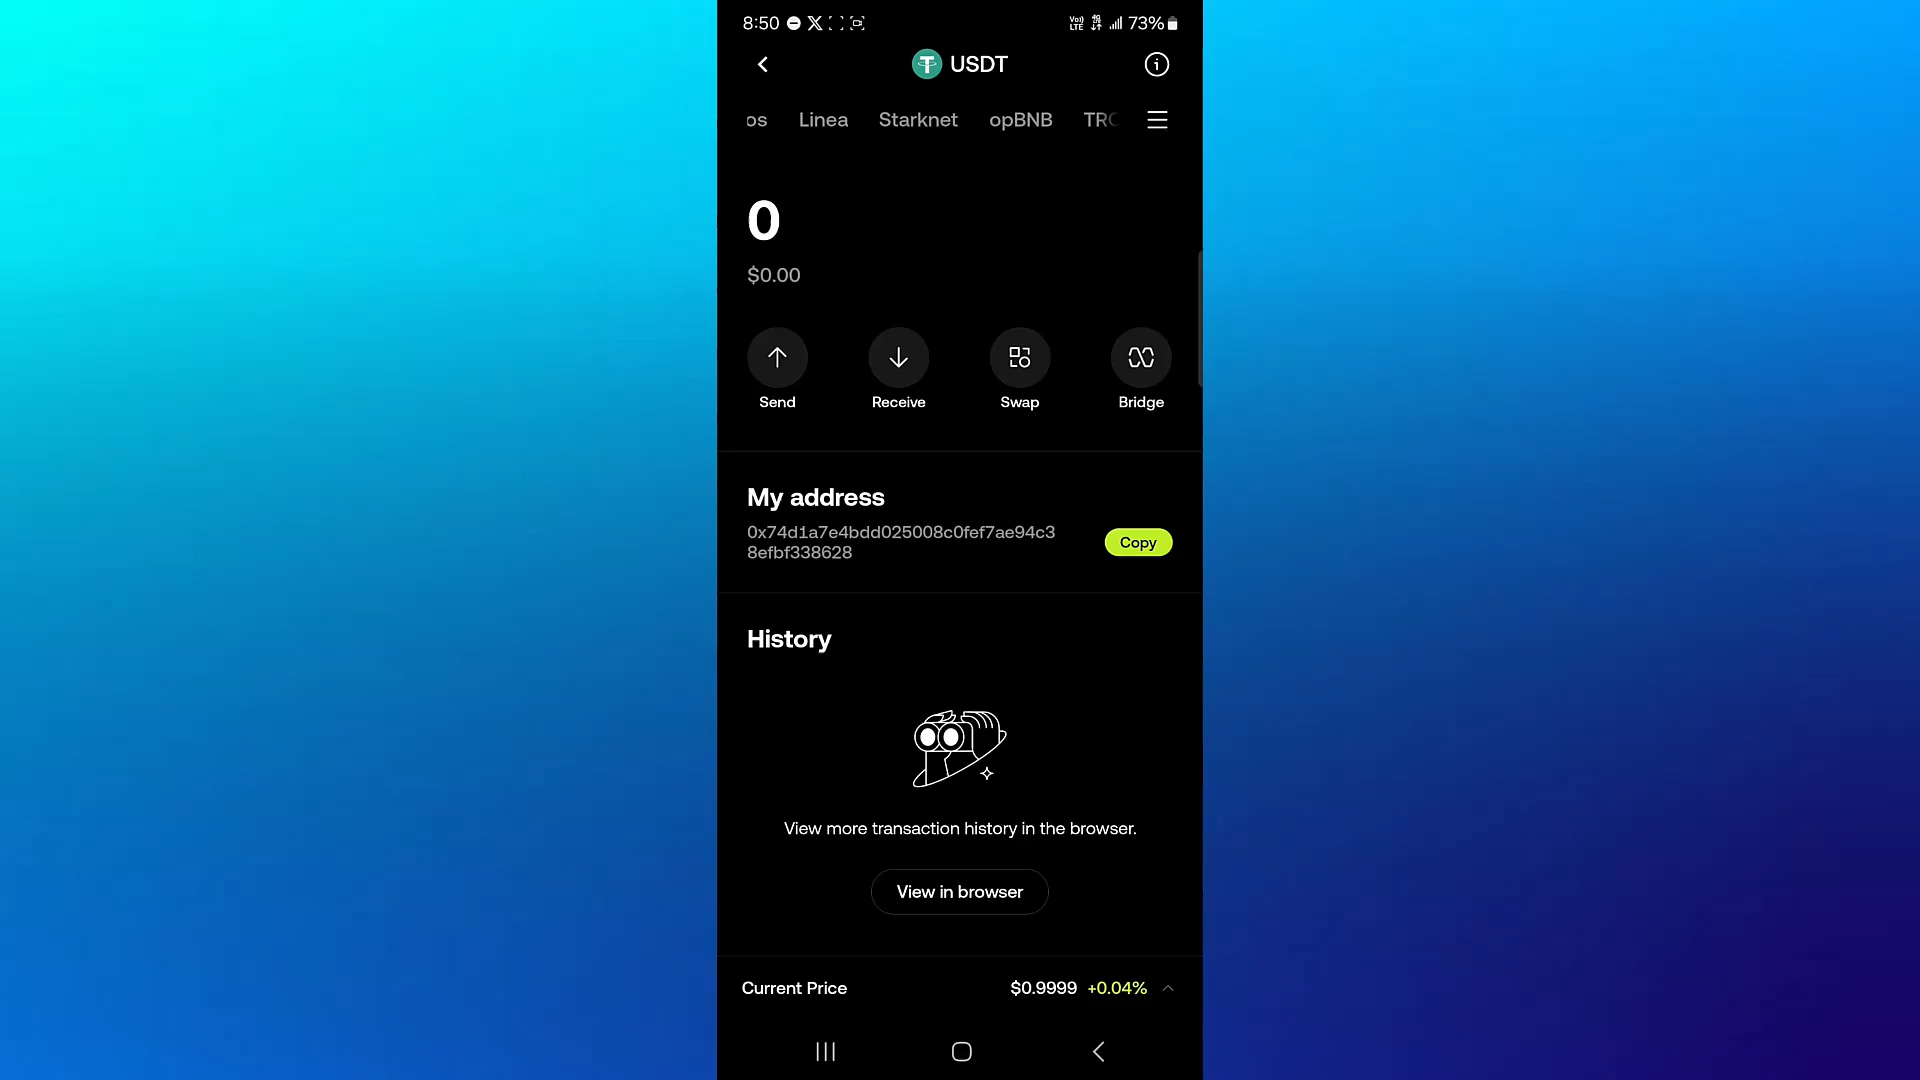 8:50 73%
USDT
os Linea Starknet opBNB TRC
0
$0.00
Send Receive Swap Bridge
My address
0x74d1a7e4bdd025008c0fef7ae94c3
8efbf338628
Copy
History
View more transaction history in the browser.
View in browser
Current Price $0.9999 +0.04%